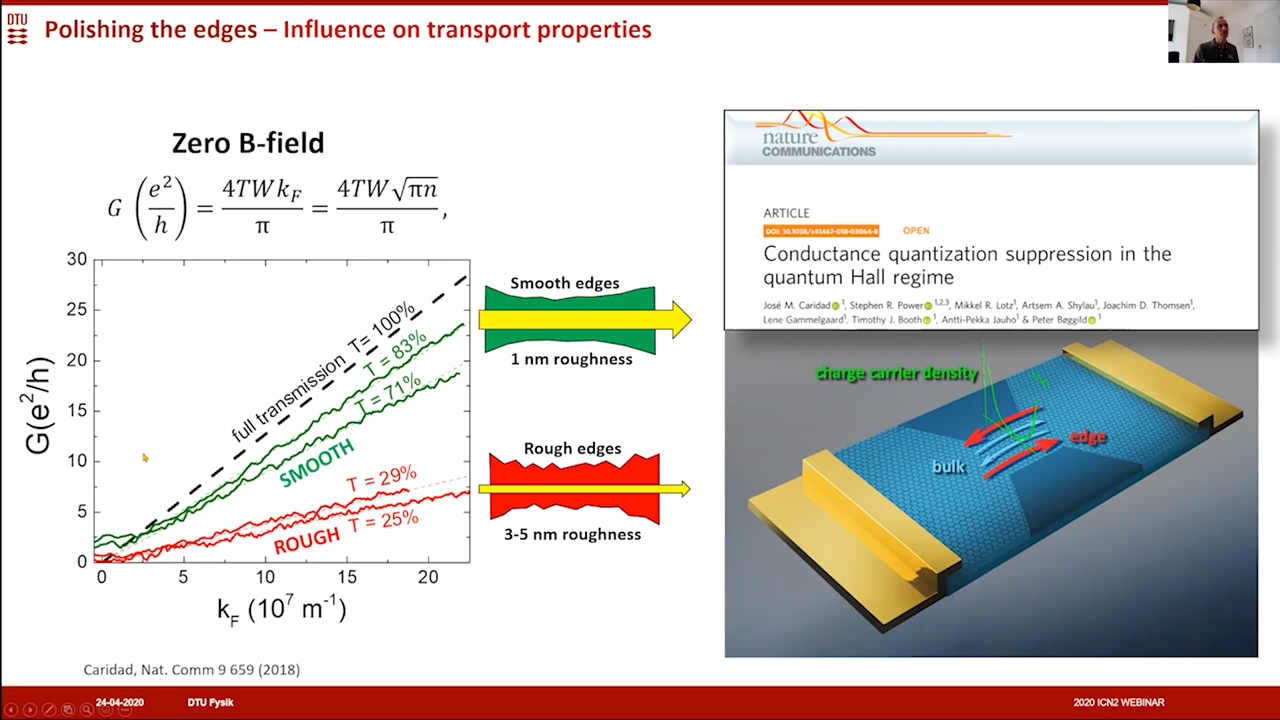 DTU
Polishing the edges – Influence on transport properties
Zero B-field
G (e²/h) = 4TWk_F/π = 4TW√πn/π,
30
25
20
15
10
5
0
G(e²/h)
full transmission T= 100%
T = 83%
T = 71%
SMOOTH
T = 29%
ROUGH T = 25%
0 5 10 15 20
k_F (10⁷ m⁻¹)
Smooth edges
1 nm roughness
Rough edges
3-5 nm roughness
nature
COMMUNICATIONS
ARTICLE
DOI: 10.1038/s41467-018-03064-8 OPEN
Conductance quantization suppression in the
quantum Hall regime
José M. Caridad¹, Stephen R. Power¹,²,³, Mikkel R. Lotz¹, Artsem A. Shylau¹, Joachim D. Thomsen¹,
Lene Gammelgaard¹, Timothy J. Booth¹, Antti-Pekka Jauho¹ & Peter Bøggild¹
charge carrier density
edge
bulk
Caridad, Nat. Comm 9 659 (2018)
24-04-2020 DTU Fysik 2020 ICN2 WEBINAR